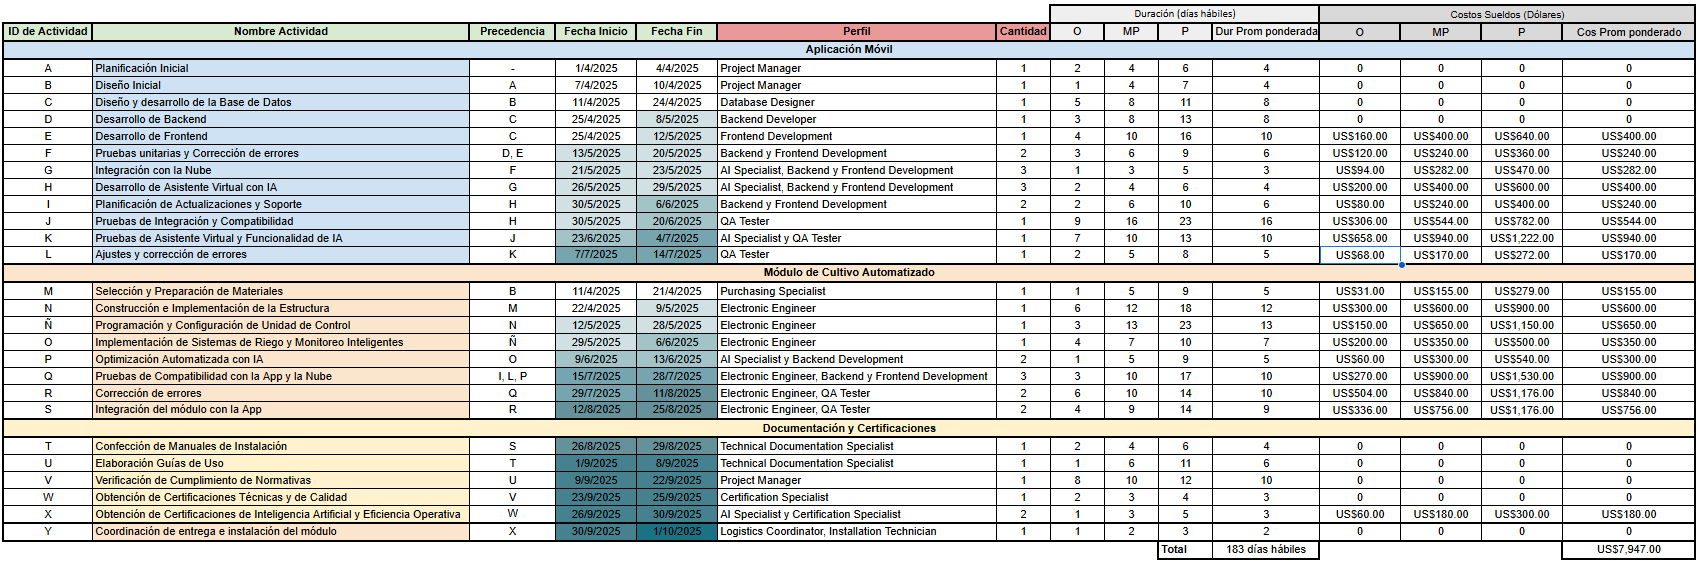 Duración (días hábiles) Costos Sueldos (Dólares)
ID de Actividad Nombre Actividad Precedencia Fecha Inicio Fecha Fin Perfil Cantidad O MP P Dur Prom ponderada O MP P Cos Prom ponderado
Aplicación Móvil
A Planificación Inicial - 1/4/2025 4/4/2025 Project Manager 1 2 4 6 4 0 0 0 0
B Diseño Inicial A 7/4/2025 10/4/2025 Project Manager 1 1 4 7 4 0 0 0 0
C Diseño y desarrollo de la Base de Datos B 11/4/2025 24/4/2025 Database Designer 1 5 8 11 8 0 0 0 0
D Desarrollo de Backend C 25/4/2025 8/5/2025 Backend Developer 1 3 8 13 8 0 0 0 0
E Desarrollo de Frontend C 25/4/2025 12/5/2025 Frontend Development 1 4 10 16 10 US$160.00 US$400.00 US$640.00 US$400.00
F Pruebas unitarias y Corrección de errores D, E 13/5/2025 20/5/2025 Backend y Frontend Development 2 3 6 9 6 US$120.00 US$240.00 US$360.00 US$240.00
G Integración con la Nube F 21/5/2025 23/5/2025 AI Specialist, Backend y Frontend Development 3 1 3 5 3 US$94.00 US$282.00 US$470.00 US$282.00
H Desarrollo de Asistente Virtual con IA G 26/5/2025 29/5/2025 AI Specialist, Backend y Frontend Development 3 2 4 6 4 US$200.00 US$400.00 US$600.00 US$400.00
I Planificación de Actualizaciones y Soporte H 30/5/2025 6/6/2025 Backend y Frontend Development 2 2 6 10 6 US$80.00 US$240.00 US$400.00 US$240.00
J Pruebas de Integración y Compatibilidad H 30/5/2025 20/6/2025 QA Tester 1 9 16 23 16 US$306.00 US$544.00 US$782.00 US$544.00
K Pruebas de Asistente Virtual y Funcionalidad de IA J 23/6/2025 4/7/2025 AI Specialist y QA Tester 1 7 10 13 10 US$658.00 US$940.00 US$1,222.00 US$940.00
L Ajustes y corrección de errores K 7/7/2025 14/7/2025 QA Tester 1 2 5 8 5 US$68.00 US$170.00 US$272.00 US$170.00
Módulo de Cultivo Automatizado
M Selección y Preparación de Materiales B 11/4/2025 21/4/2025 Purchasing Specialist 1 1 5 9 5 US$31.00 US$155.00 US$279.00 US$155.00
N Construcción e Implementación de la Estructura M 22/4/2025 9/5/2025 Electronic Engineer 1 6 12 18 12 US$300.00 US$600.00 US$900.00 US$600.00
Ñ Programación y Configuración de Unidad de Control N 12/5/2025 28/5/2025 Electronic Engineer 1 3 13 23 13 US$150.00 US$650.00 US$1,150.00 US$650.00
O Implementación de Sistemas de Riego y Monitoreo Inteligentes Ñ 29/5/2025 6/6/2025 Electronic Engineer 1 4 7 10 7 US$200.00 US$350.00 US$500.00 US$350.00
P Optimización Automatizada con IA O 9/6/2025 13/6/2025 AI Specialist y Backend Development 2 1 5 9 5 US$60.00 US$300.00 US$540.00 US$300.00
Q Pruebas de Compatibilidad con la App y la Nube I, L, P 15/7/2025 28/7/2025 Electronic Engineer, Backend y Frontend Development 3 3 10 17 10 US$270.00 US$900.00 US$1,530.00 US$900.00
R Corrección de errores Q 29/7/2025 11/8/2025 Electronic Engineer, QA Tester 2 6 10 14 10 US$504.00 US$840.00 US$1,176.00 US$840.00
S Integración del módulo con la App R 12/8/2025 25/8/2025 Electronic Engineer, QA Tester 2 4 9 14 9 US$336.00 US$756.00 US$1,176.00 US$756.00
Documentación y Certificaciones
T Confección de Manuales de Instalación S 26/8/2025 29/8/2025 Technical Documentation Specialist 1 2 4 6 4 0 0 0 0
U Elaboración Guías de Uso T 1/9/2025 8/9/2025 Technical Documentation Specialist 1 1 6 11 6 0 0 0 0
V Verificación de Cumplimiento de Normativas U 9/9/2025 22/9/2025 Project Manager 1 8 10 12 10 0 0 0 0
W Obtención de Certificaciones Técnicas y de Calidad V 23/9/2025 25/9/2025 Certification Specialist 1 2 3 4 3 0 0 0 0
X Obtención de Certificaciones de Inteligencia Artificial y Eficiencia Operativa W 26/9/2025 30/9/2025 AI Specialist y Certification Specialist 2 1 3 5 3 US$60.00 US$180.00 US$300.00 US$180.00
Y Coordinación de entrega e instalación del módulo X 30/9/2025 1/10/2025 Logistics Coordinator, Installation Technician 1 1 2 3 2 0 0 0 0
Total 183 días hábiles US$7,947.00